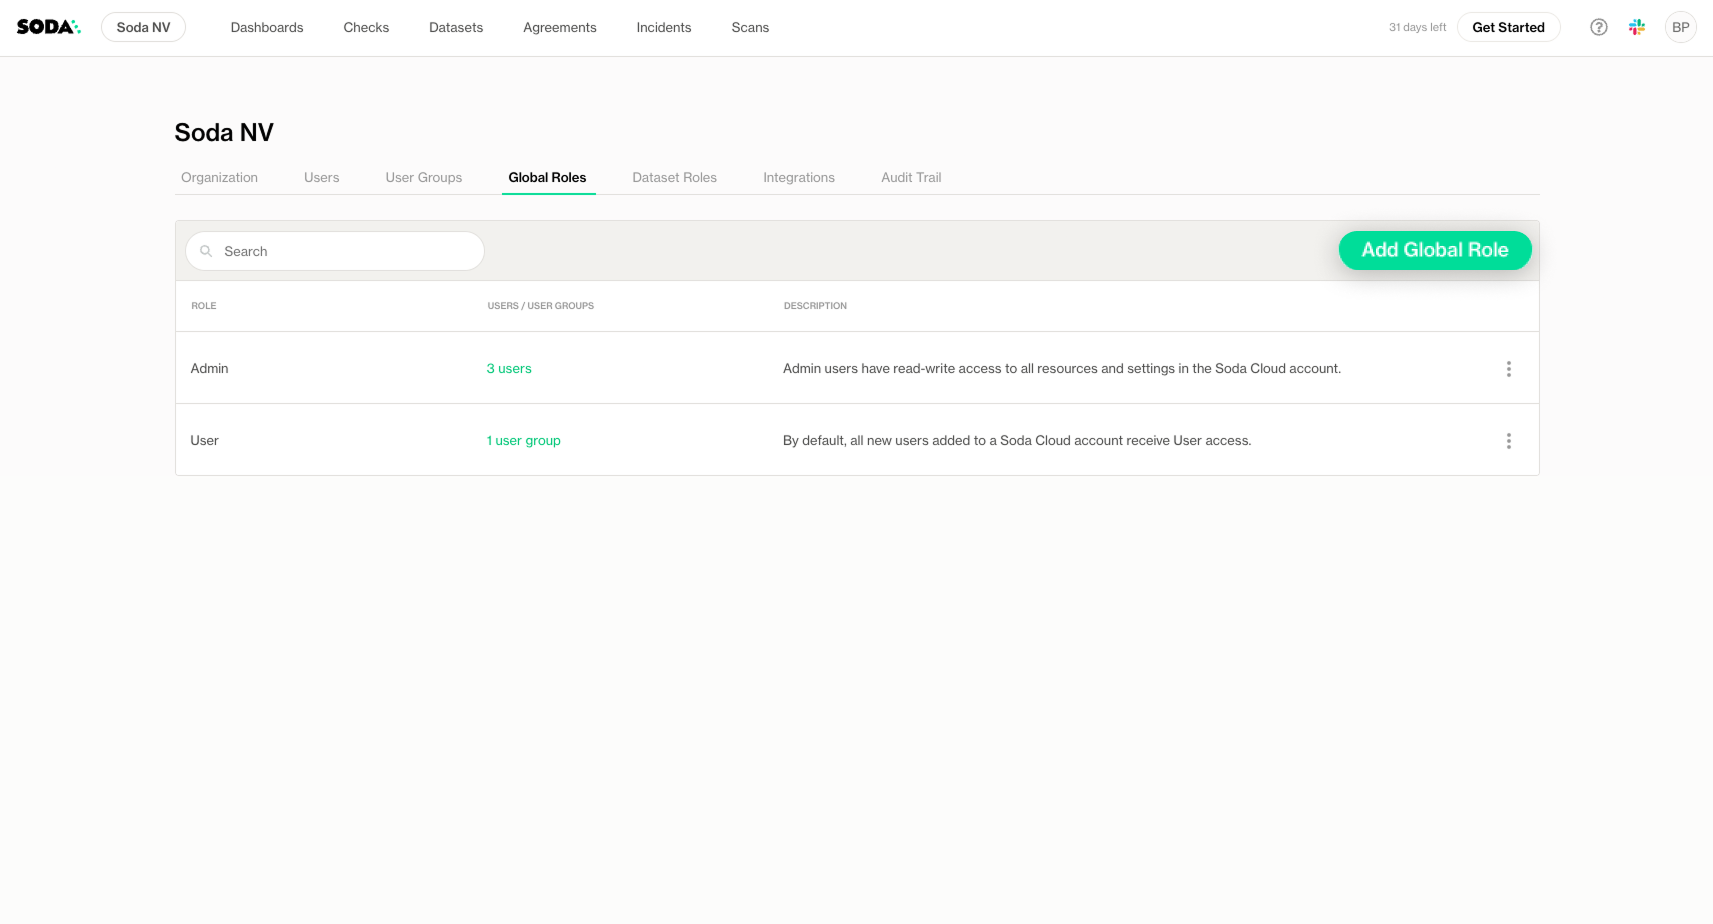 SODA Soda NV Dashboards Checks Datasets Agreements Incidents Scans 31 days left Get Started BP
Soda NV
Organization Users User Groups Global Roles Dataset Roles Integrations Audit Trail
Search Add Global Role
ROLE USERS / USER GROUPS DESCRIPTION
Admin 3 users Admin users have read-write access to all resources and settings in the Soda Cloud account.
User 1 user group By default, all new users added to a Soda Cloud account receive User access.